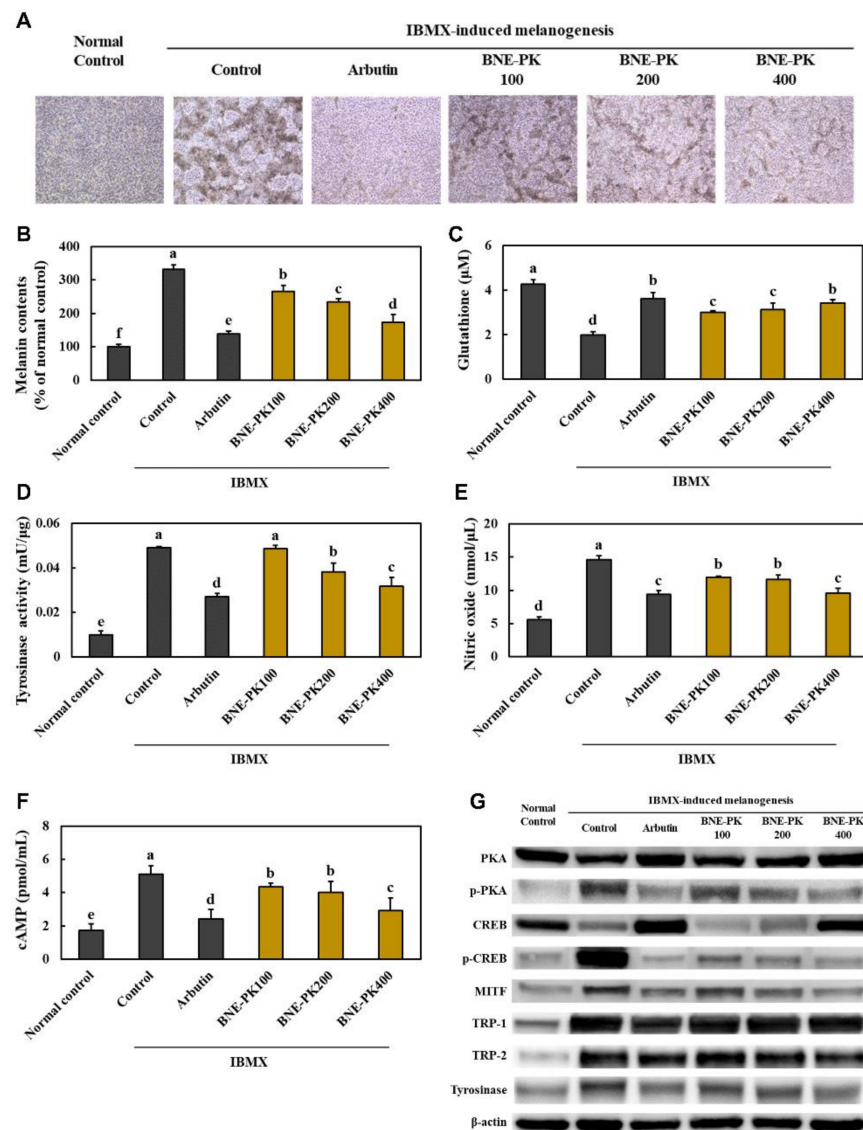 A
Normal
Control
IBMX-induced melanogenesis
Control
Arbutin
BNE-PK
100
BNE-PK
200
BNE-PK
400
B
Melanin contents
(% of normal control)
400
300
200
100
0
f
a
e
b
c
d
Normal control
Control
Arbutin
BNE-PK100
BNE-PK200
BNE-PK400
IBMX
C
Glutathione (μM)
6
4
2
0
a
d
b
c
c
b
Normal control
Control
Arbutin
BNE-PK100
BNE-PK200
BNE-PK400
IBMX
D
Tyrosinase activity (mU/μg)
0.06
0.04
0.02
0
e
a
d
a
b
c
Normal control
Control
Arbutin
BNE-PK100
BNE-PK200
BNE-PK400
IBMX
E
Nitric oxide (nmol/μL)
20
15
10
5
0
d
a
c
b
b
c
Normal control
Control
Arbutin
BNE-PK100
BNE-PK200
BNE-PK400
IBMX
F
cAMP (pmol/mL)
8
6
4
2
0
e
a
d
b
b
c
Normal control
Control
Arbutin
BNE-PK100
BNE-PK200
BNE-PK400
IBMX
G
Normal
Control
IBMX-induced melanogenesis
Control
Arbutin
BNE-PK
100
BNE-PK
200
BNE-PK
400
PKA
p-PKA
CREB
p-CREB
MITF
TRP-1
TRP-2
Tyrosinase
β-actin